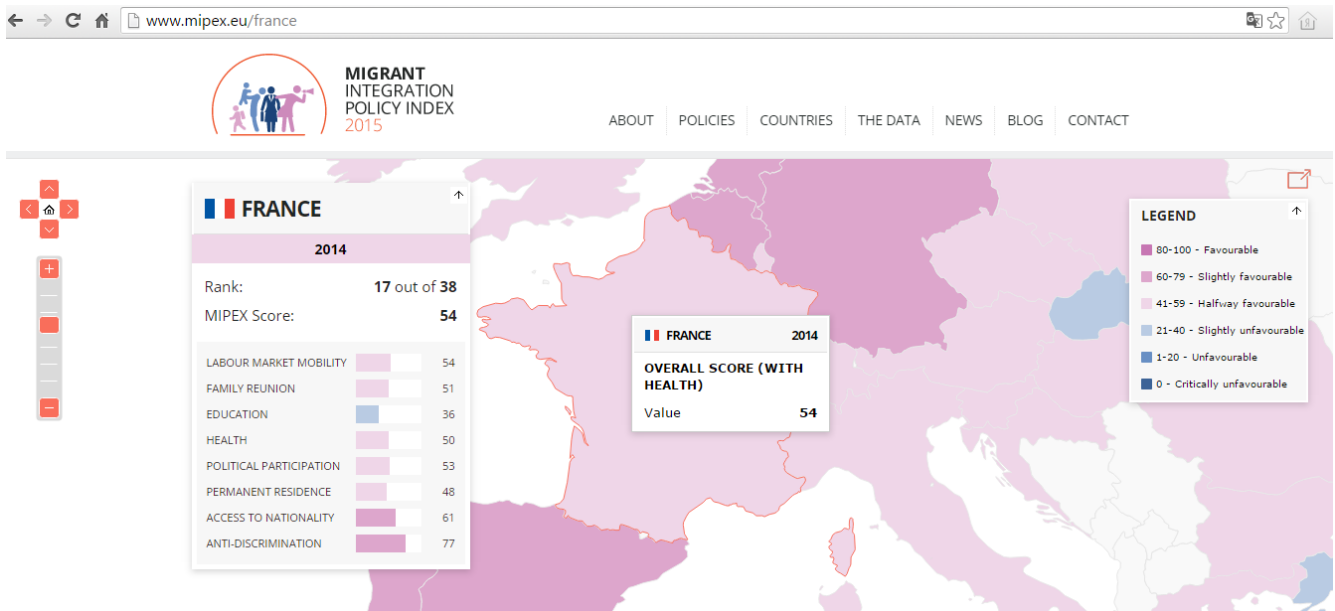 www.mipex.eu/france
MIGRANT
INTEGRATION
POLICY INDEX
2015
ABOUT
POLICIES
COUNTRIES
THE DATA
NEWS
BLOG
CONTACT
FRANCE
2014
Rank: 17 out of 38
MIPEX Score: 54
LABOUR MARKET MOBILITY 54
FAMILY REUNION 51
EDUCATION 36
HEALTH 50
POLITICAL PARTICIPATION 53
PERMANENT RESIDENCE 48
ACCESS TO NATIONALITY 61
ANTI-DISCRIMINATION 77
FRANCE 2014
OVERALL SCORE (WITH
HEALTH)
Value 54
LEGEND
80-100 - Favourable
60-79 - Slightly favourable
41-59 - Halfway favourable
21-40 - Slightly unfavourable
1-20 - Unfavourable
0 - Critically unfavourable